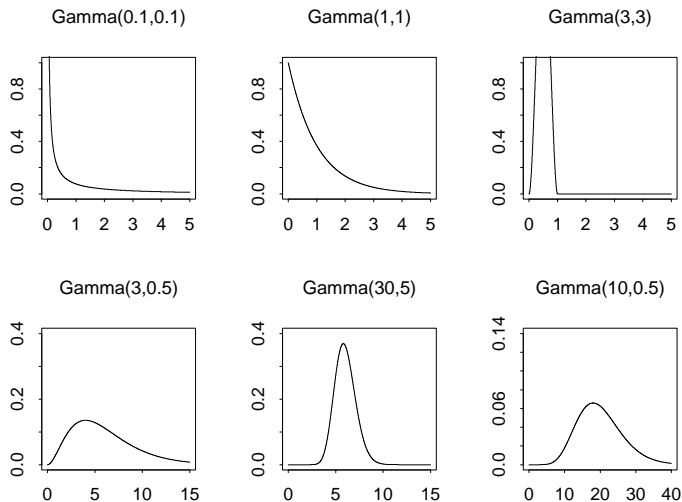 Gamma(0.1,0.1)
0.0 0.4 0.8
0 1 2 3 4 5
Gamma(1,1)
0.0 0.4 0.8
0 1 2 3 4 5
Gamma(3,3)
0.0 0.4 0.8
0 1 2 3 4 5
Gamma(3,0.5)
0.0 0.2 0.4
0 5 10 15
Gamma(30,5)
0.0 0.2 0.4
0 5 10 15
Gamma(10,0.5)
0.0 0.06 0.14
0 10 20 30 40